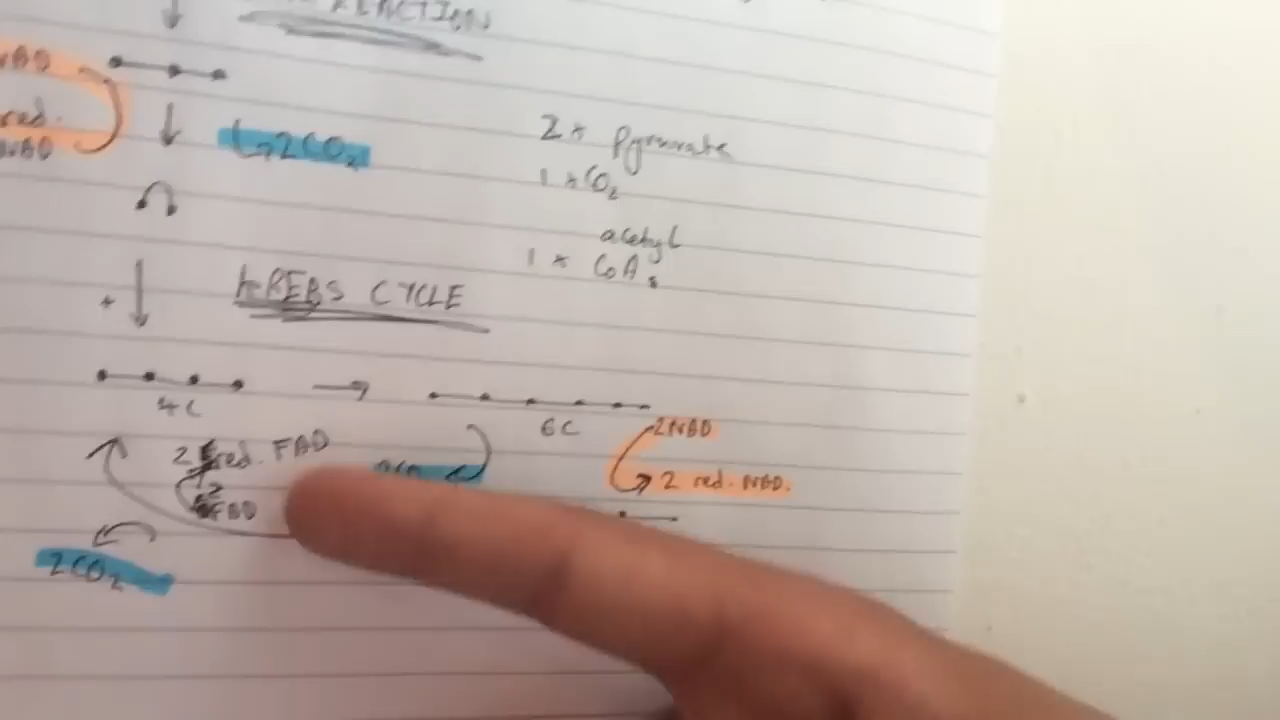 NAD
red.
NAD
2CO2
2 x Pyruvate
1 x CO2
acetyl
1 x CoA
KREBS CYCLE
+
4C
6C
2NAD
2 red. NAD.
2 red. FAD
2
FAD
2CO2